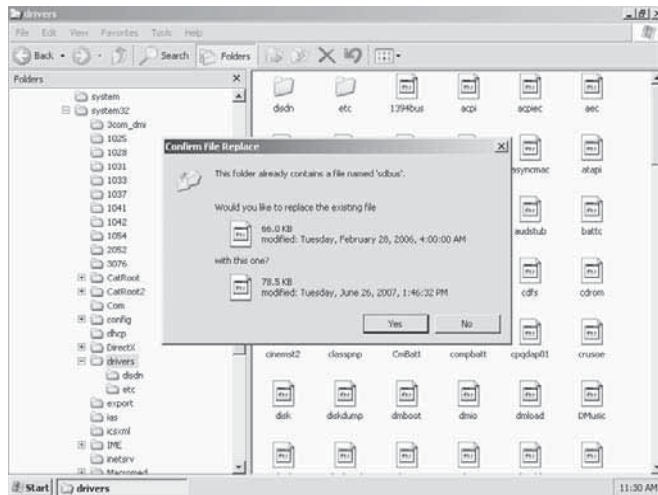 drivers
File Edit View Favorites Tools Help
Back Search Folders
Folders
system
system32
3com_dmi
1025
1028
1031
1033
1037
1041
1042
1054
2052
3076
CatRoot
CatRoot2
Com
config
dhcp
DirectX
drivers
disdn
etc
export
ias
icsxml
IME
inetsrv
Macromed
disdn etc 1394bus acpi acpiec aec
asyncmac atapi
audstub battc
cdfs cdrom
cinemst2 classpnp CmBatt compbatt cpqdap01 crusoe
disk diskdump dmboot dmio dmload DMusic
Confirm File Replace
This folder already contains a file named 'sdbus'.
Would you like to replace the existing file
66.0 KB
modified: Tuesday, February 28, 2006, 4:00:00 AM
with this one?
78.5 KB
modified: Tuesday, June 26, 2007, 1:46:32 PM
Yes No
Start drivers 11:30 AM